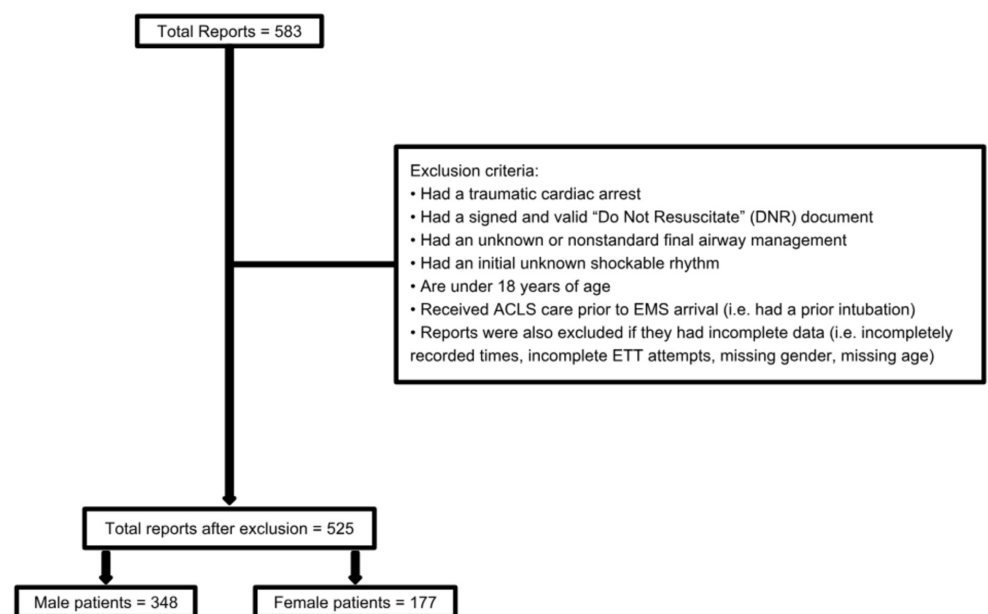 Total Reports = 583
Exclusion criteria:
• Had a traumatic cardiac arrest
• Had a signed and valid “Do Not Resuscitate” (DNR) document
• Had an unknown or nonstandard final airway management
• Had an initial unknown shockable rhythm
• Are under 18 years of age
• Received ACLS care prior to EMS arrival (i.e. had a prior intubation)
• Reports were also excluded if they had incomplete data (i.e. incompletely
recorded times, incomplete ETT attempts, missing gender, missing age)
Total reports after exclusion = 525
Male patients = 348
Female patients = 177